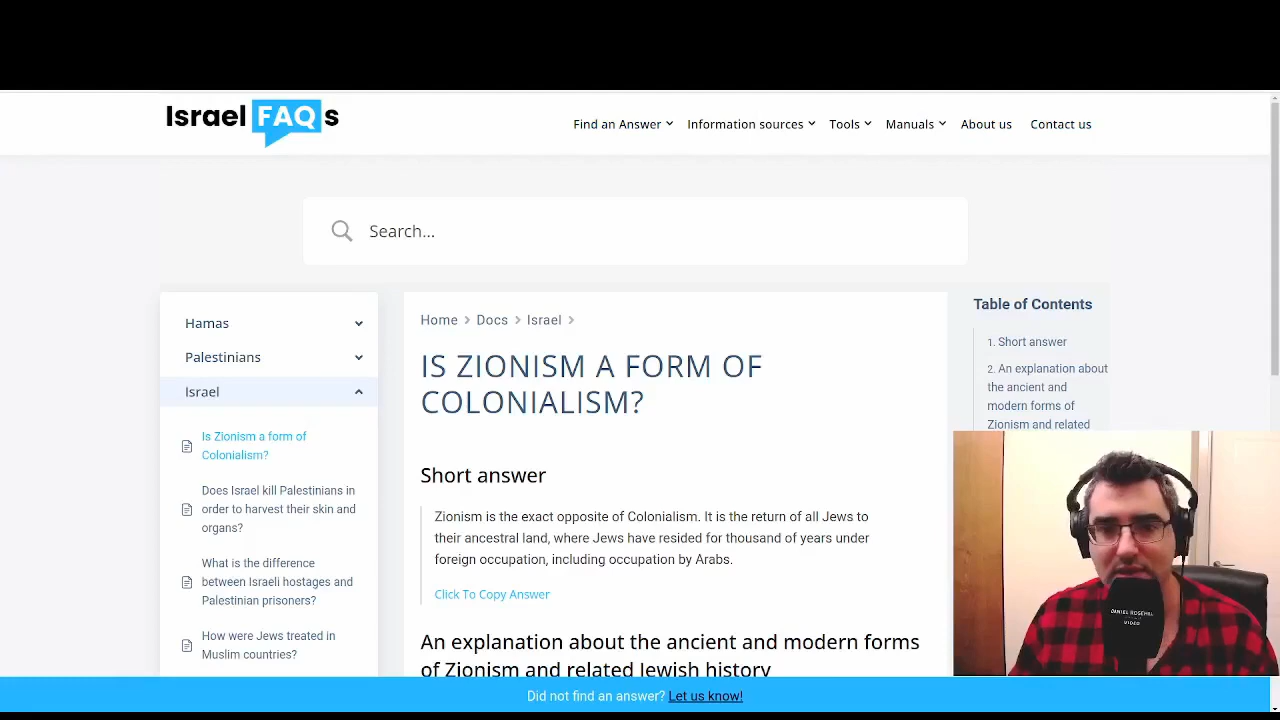 Israel FAQs
Find an Answer
Information sources
Tools
Manuals
About us
Contact us
Search...
Hamas
Palestinians
Israel
Is Zionism a form of
Colonialism?
Does Israel kill Palestinians in
order to harvest their skin and
organs?
What is the difference
between Israeli hostages and
Palestinian prisoners?
How were Jews treated in
Muslim countries?
Home > Docs > Israel >
IS ZIONISM A FORM OF
COLONIALISM?
Short answer
Zionism is the exact opposite of Colonialism. It is the return of all Jews to
their ancestral land, where Jews have resided for thousand of years under
foreign occupation, including occupation by Arabs.
Click To Copy Answer
An explanation about the ancient and modern forms
of Zionism and related Jewish history
Table of Contents
1. Short answer
2. An explanation about
the ancient and
modern forms of
Zionism and related
DANIEL ROSEHILL
VIDEO
Did not find an answer? Let us know!